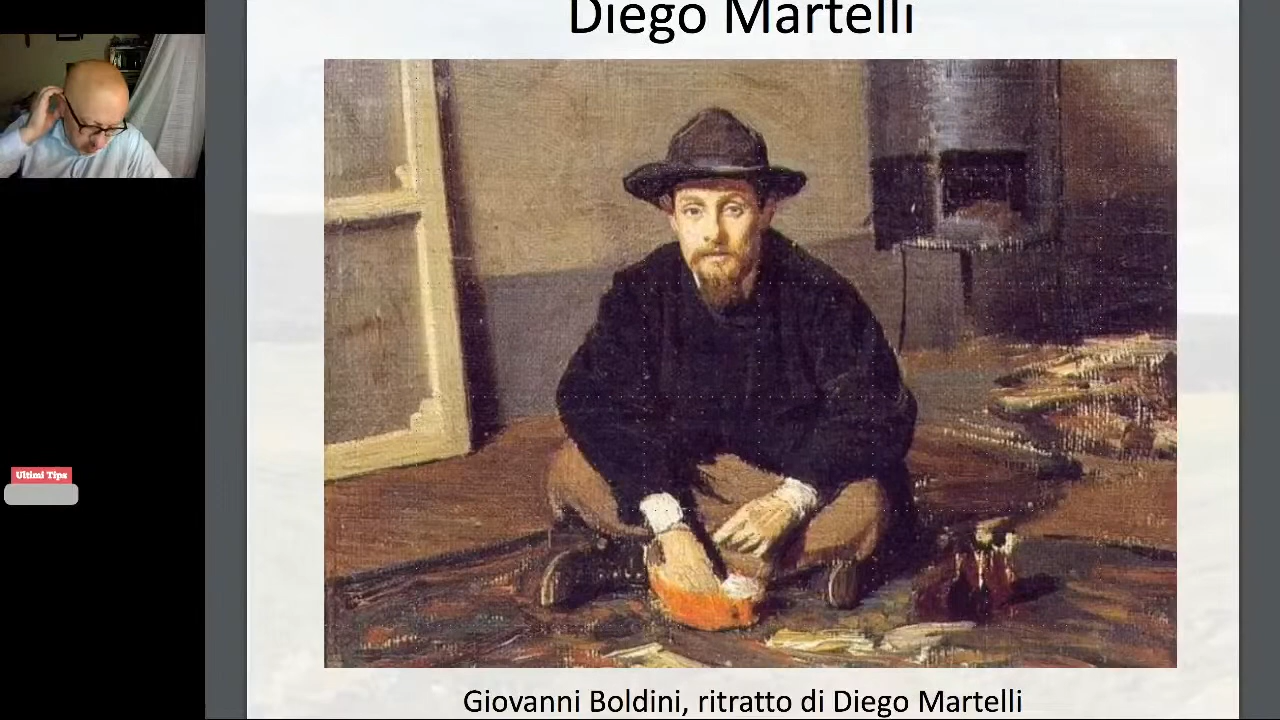 Diego Martelli
Ultimi Tips
Giovanni Boldini, ritratto di Diego Martelli